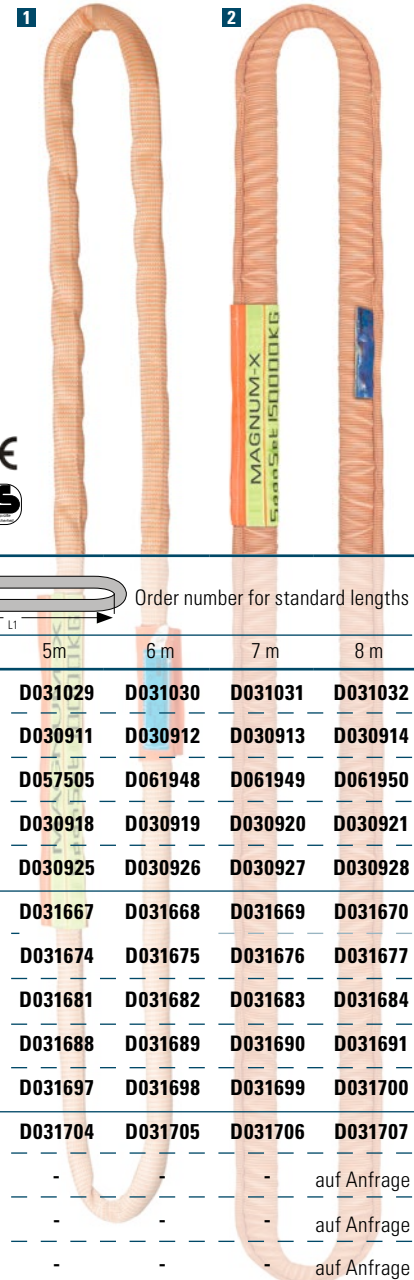 1 2
MAGNUM-X
SpanSet 150000KG
CE
L1
Order number for standard lengths
5m 6 m 7 m 8 m
D031029 D031030 D031031 D031032
D030911 D030912 D030913 D030914
D057505 D061948 D061949 D061950
D030918 D030919 D030920 D030921
D030925 D030926 D030927 D030928
D031667 D031668 D031669 D031670
D031674 D031675 D031676 D031677
D031681 D031682 D031683 D031684
D031688 D031689 D031690 D031691
D031697 D031698 D031699 D031700
D031704 D031705 D031706 D031707
- - - auf Anfrage
- - - auf Anfrage
- - - auf Anfrage